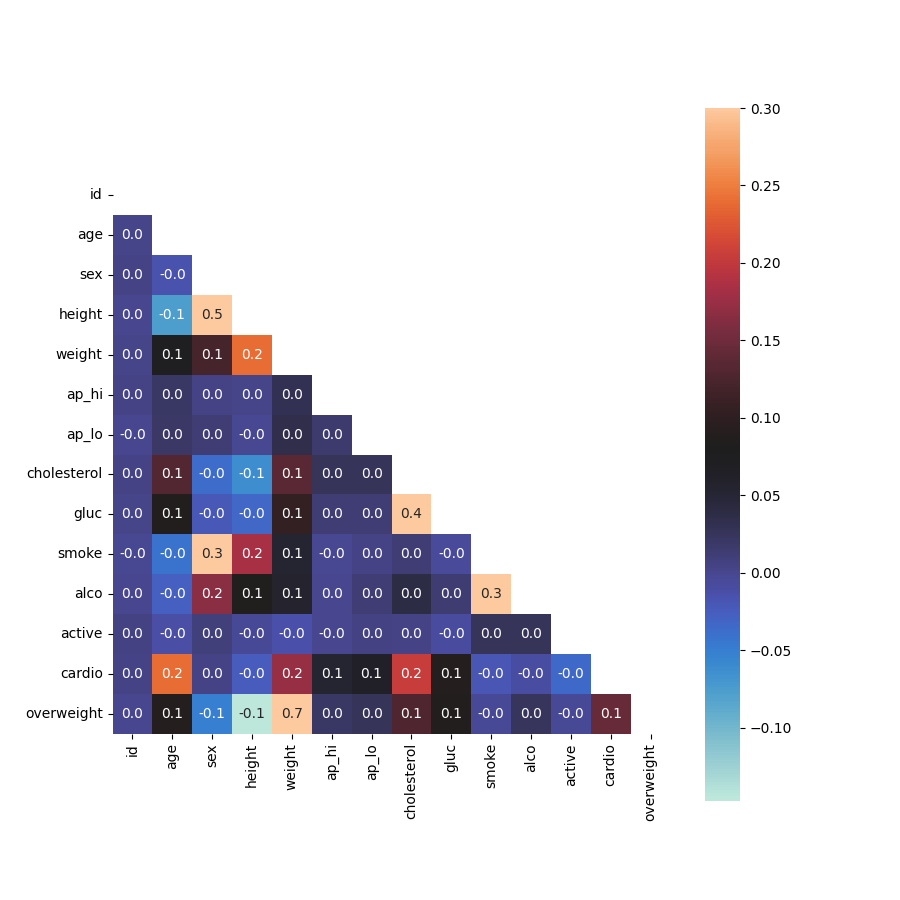 0.30
id
0.25
age 0.0
sex 0.0 -0.0
0.20
height 0.0 -0.1 0.5
weight 0.0 0.1 0.1 0.2
0.15
ap_hi 0.0 0.0 0.0 0.0 0.0
0.10
ap_lo -0.0 0.0 0.0 -0.0 0.0 0.0
cholesterol 0.0 0.1 -0.0 -0.1 0.1 0.0 0.0
0.05
gluc 0.0 0.1 -0.0 -0.0 0.1 0.0 0.0 0.4
smoke -0.0 -0.0 0.3 0.2 0.1 -0.0 0.0 0.0 -0.0
0.00
alco 0.0 -0.0 0.2 0.1 0.1 0.0 0.0 0.0 0.0 0.3
active 0.0 -0.0 0.0 -0.0 -0.0 -0.0 0.0 0.0 -0.0 0.0 0.0
−0.05
cardio 0.0 0.2 0.0 -0.0 0.2 0.1 0.1 0.2 0.1 -0.0 -0.0 -0.0
overweight 0.0 0.1 -0.1 -0.1 0.7 0.0 0.0 0.1 0.1 -0.0 0.0 -0.0 0.1
−0.10
id age sex height weight ap_hi ap_lo cholesterol gluc smoke alco active cardio overweight